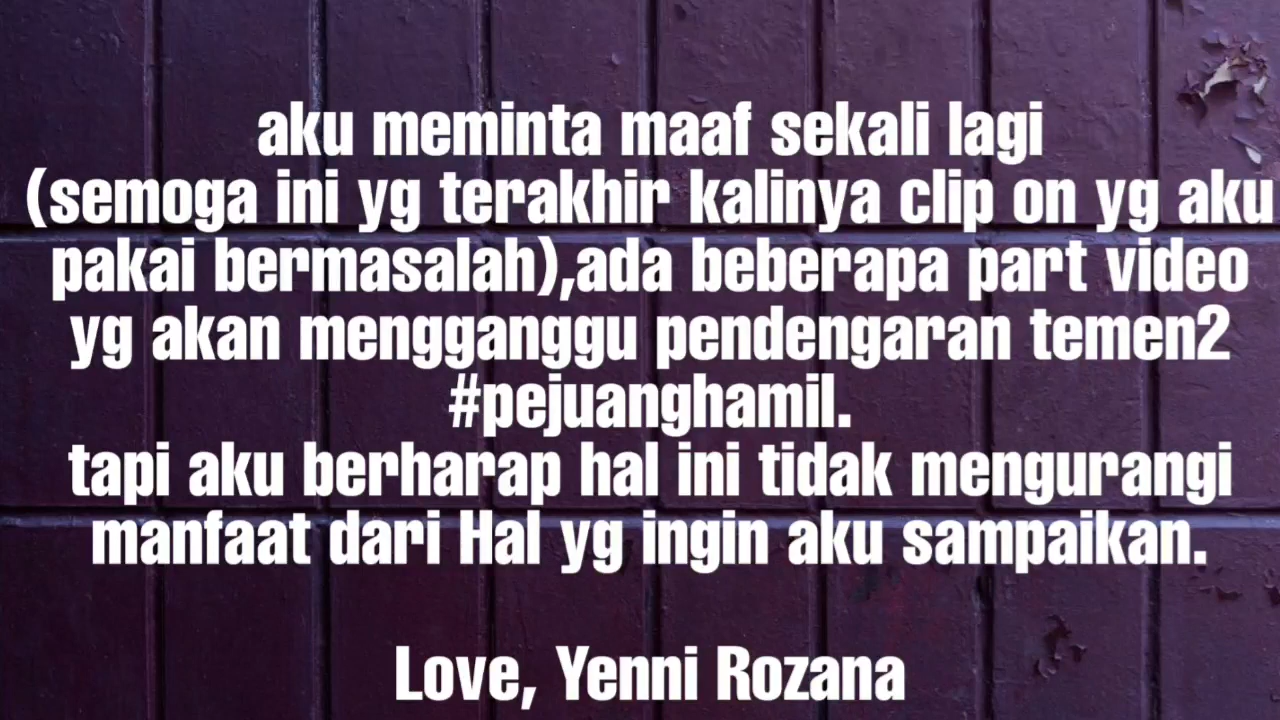 aku meminta maaf sekali lagi
(semoga ini yg terakhir kalinya clip on yg aku
pakai bermasalah),ada beberapa part video
yg akan mengganggu pendengaran temen2
#pejuanghamil.
tapi aku berharap hal ini tidak mengurangi
manfaat dari Hal yg ingin aku sampaikan.
Love, Yenni Rozana